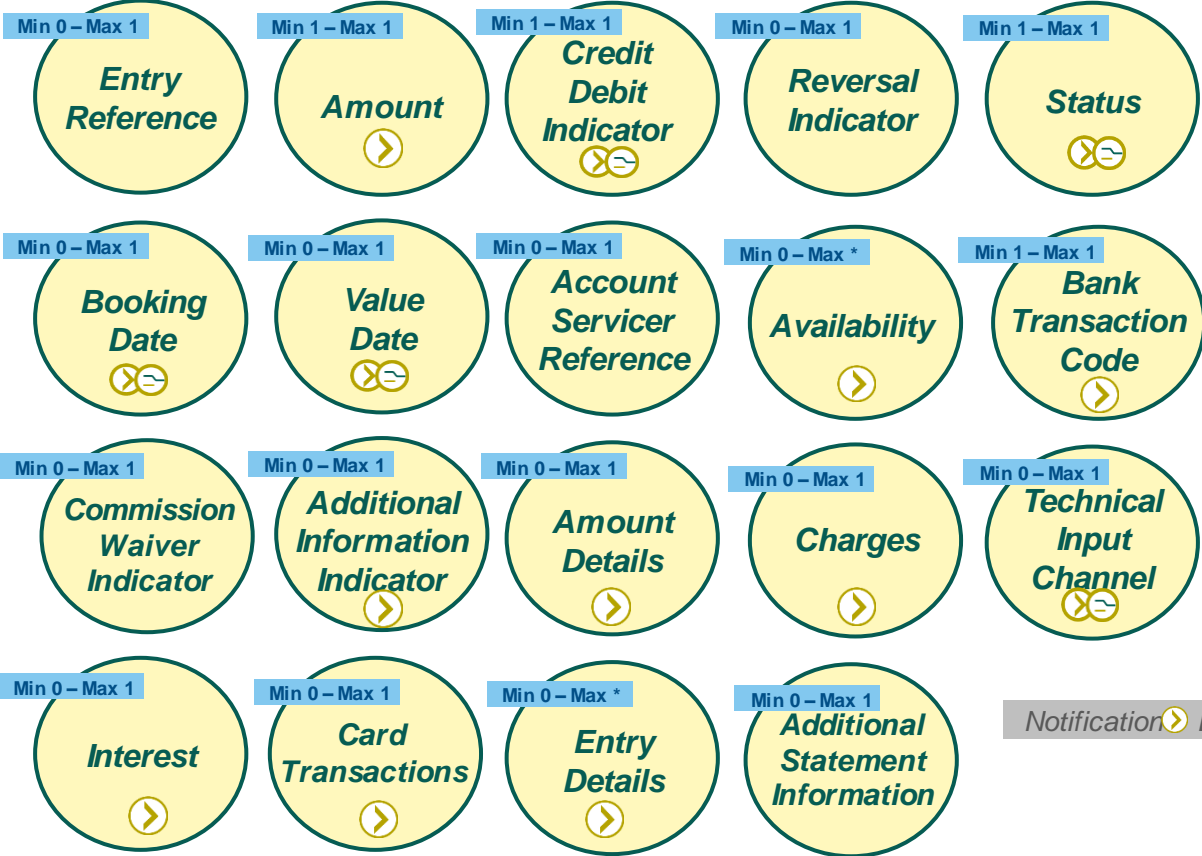 Min 0 – Max 1
Entry
Reference
Min 1 – Max 1
Amount
Min 1 – Max 1
Credit
Debit
Indicator
Min 0 – Max 1
Reversal
Indicator
Min 1 – Max 1
Status
Min 0 – Max 1
Booking
Date
Min 0 – Max 1
Value
Date
Min 0 – Max 1
Account
Servicer
Reference
Min 0 – Max *
Availability
Min 1 – Max 1
Bank
Transaction
Code
Min 0 – Max 1
Commission
Waiver
Indicator
Min 0 – Max 1
Additional
Information
Indicator
Min 0 – Max 1
Amount
Details
Min 0 – Max 1
Charges
Min 0 – Max 1
Technical
Input
Channel
Min 0 – Max 1
Interest
Min 0 – Max 1
Card
Transactions
Min 0 – Max *
Entry
Details
Min 0 – Max 1
Additional
Statement
Information
Notification